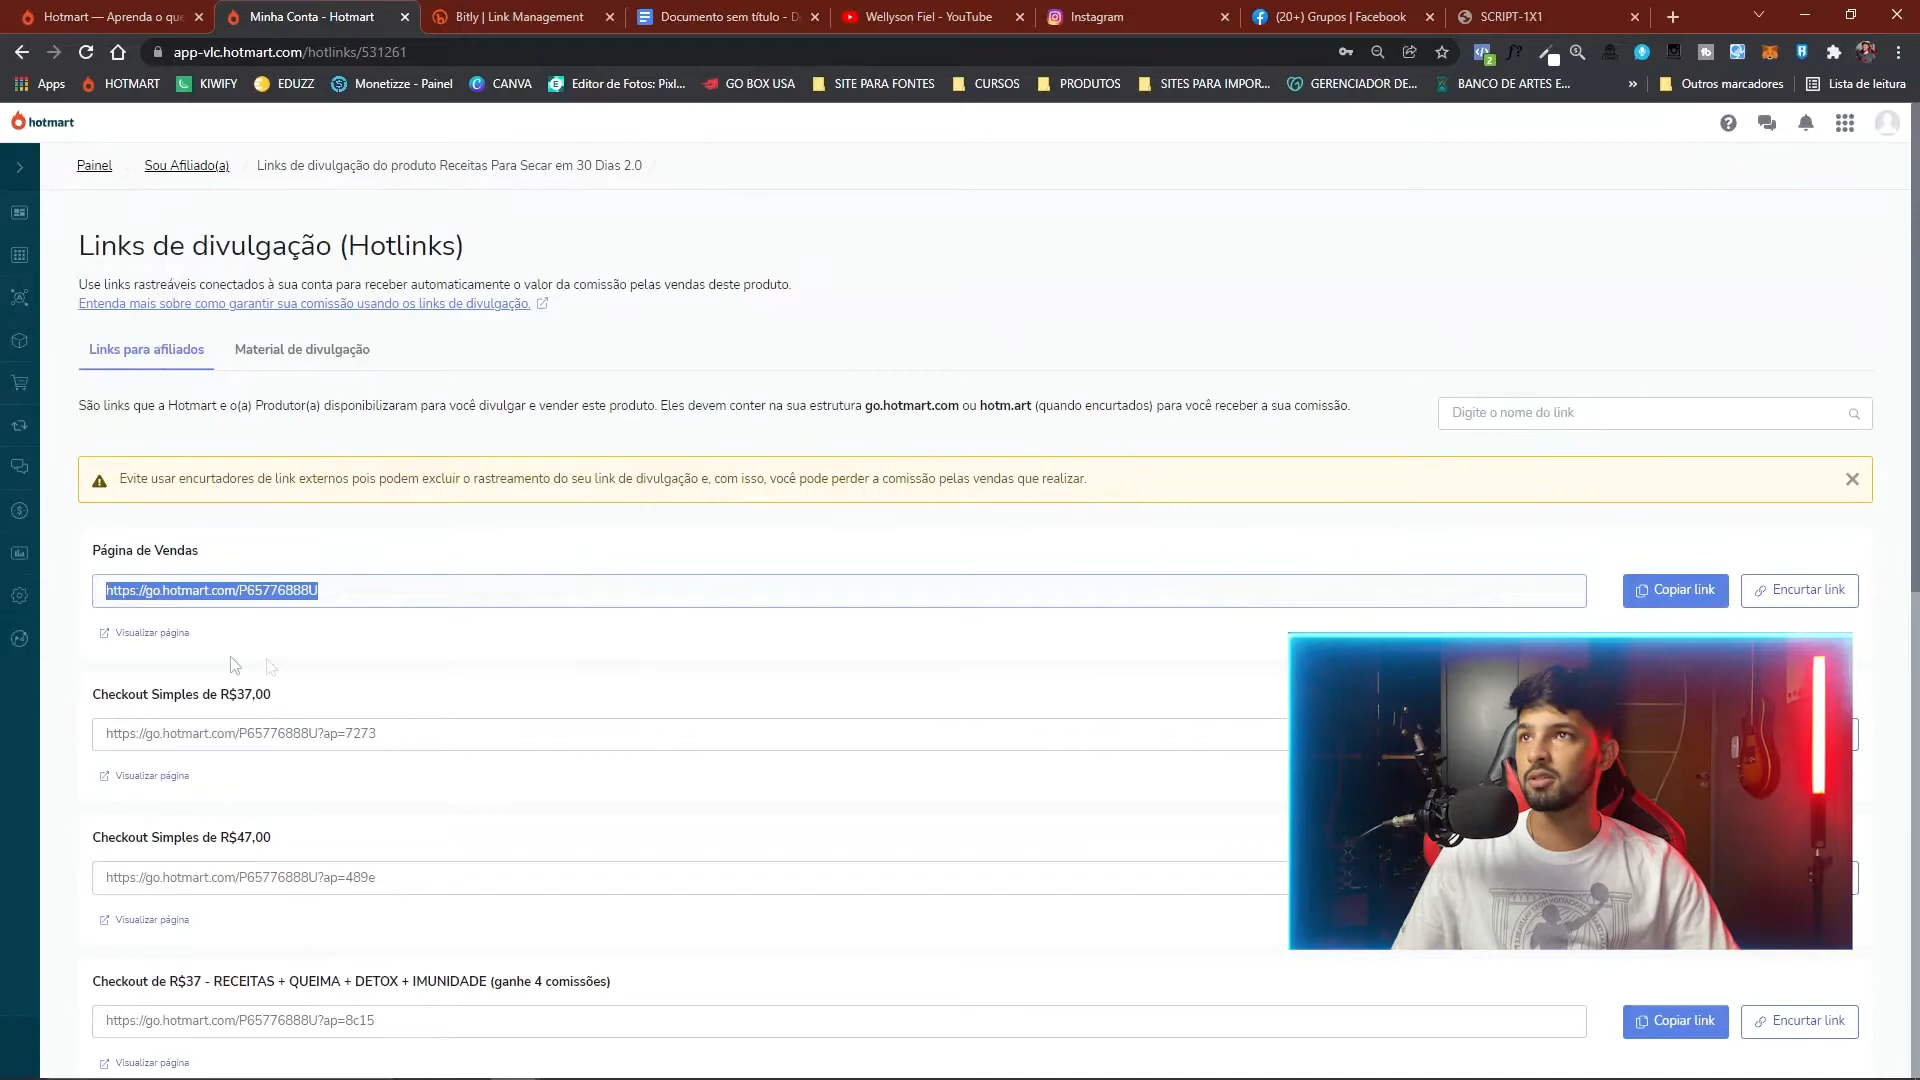 Hotmart — Aprenda o que
Minha Conta - Hotmart
Bitly | Link Management
Documento sem título - D
Wellyson Fiel - YouTube
Instagram
(20+) Grupos | Facebook
SCRIPT-1X1
app-vlc.hotmart.com/hotlinks/531261
Apps
HOTMART
KIWIFY
EDUZZ
Monetizze - Painel
CANVA
Editor de Fotos: Pixl...
GO BOX USA
SITE PARA FONTES
CURSOS
PRODUTOS
SITES PARA IMPOR...
GERENCIADOR DE...
BANCO DE ARTES E...
»
Outros marcadores
Lista de leitura
hotmart
Painel
Sou Afiliado(a)
Links de divulgação do produto Receitas Para Secar em 30 Dias 2.0
Links de divulgação (Hotlinks)
Use links rastreáveis conectados à sua conta para receber automaticamente o valor da comissão pelas vendas deste produto.
Entenda mais sobre como garantir sua comissão usando os links de divulgação.
Links para afiliados
Material de divulgação
São links que a Hotmart e o(a) Produtor(a) disponibilizaram para você divulgar e vender este produto. Eles devem conter na sua estrutura go.hotmart.com ou hotm.art (quando encurtados) para você receber a sua comissão.
Digite o nome do link
Evite usar encurtadores de link externos pois podem excluir o rastreamento do seu link de divulgação e, com isso, você pode perder a comissão pelas vendas que realizar.
Página de Vendas
https://go.hotmart.com/P65776888U
Copiar link
Encurtar link
Visualizar página
Checkout Simples de R$37,00
https://go.hotmart.com/P65776888U?ap=7273
Visualizar página
Checkout Simples de R$47,00
https://go.hotmart.com/P65776888U?ap=489e
Visualizar página
Checkout de R$37 - RECEITAS + QUEIMA + DETOX + IMUNIDADE (ganhe 4 comissões)
https://go.hotmart.com/P65776888U?ap=8c15
Copiar link
Encurtar link
Visualizar página